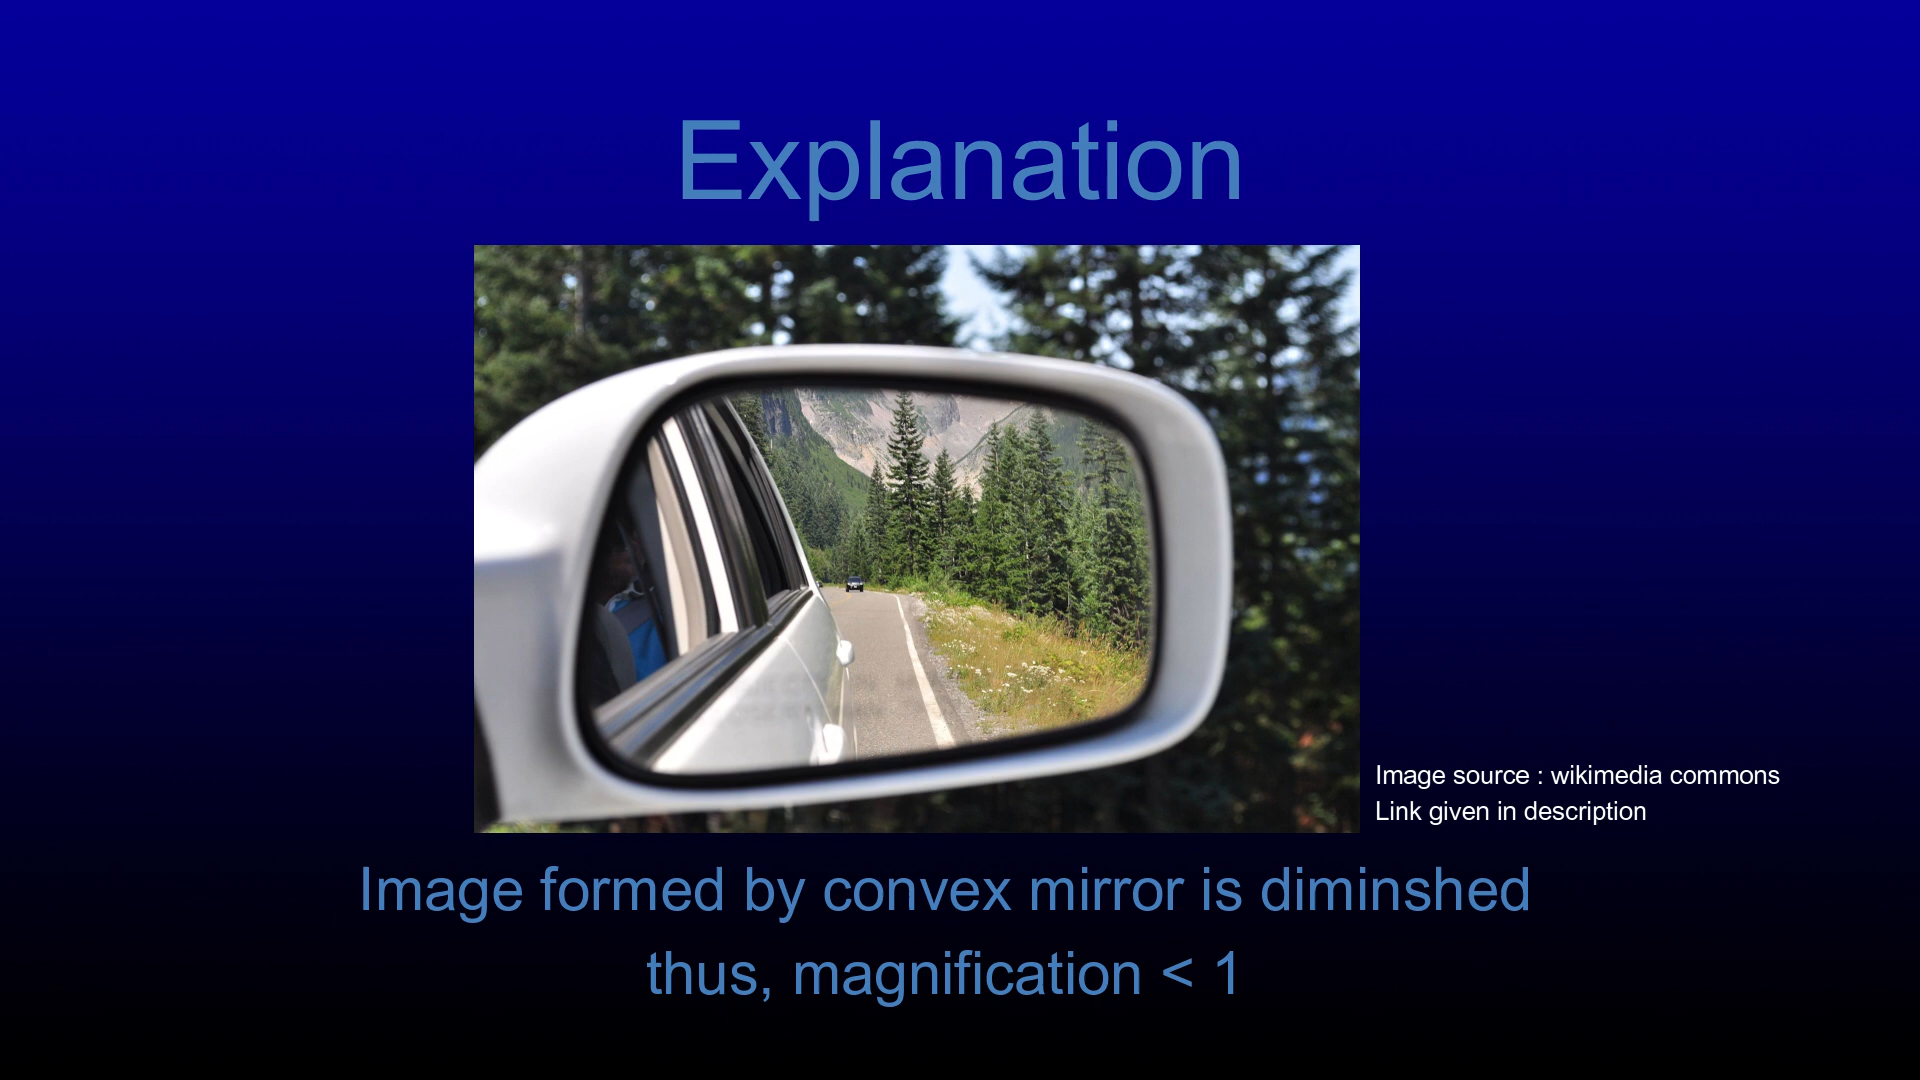 Explanation
Image source : wikimedia commons
Link given in description
Image formed by convex mirror is diminshed
thus, magnification < 1